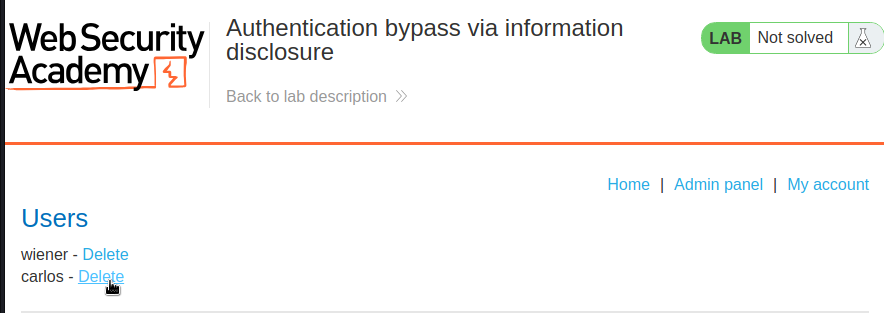 Web Security
Academy
Authentication bypass via information
disclosure
Back to lab description
LAB Not solved
Home | Admin panel | My account
Users
wiener - Delete
carlos - Delete